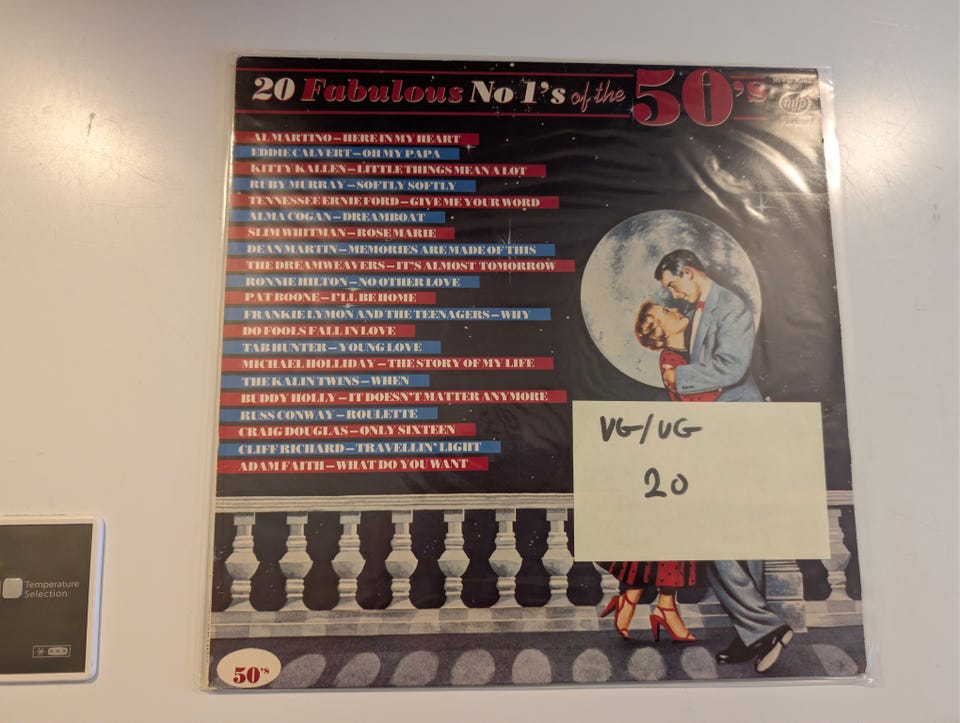 20 Fabulous No 1's of the 50's
mfp
AL MARTINO – HERE IN MY HEART
EDDIE CALVERT – OH MY PAPA
KITTY KALLEN – LITTLE THINGS MEAN A LOT
RUBY MURRAY – SOFTLY SOFTLY
TENNESSEE ERNIE FORD – GIVE ME YOUR WORD
ALMA COGAN – DREAMBOAT
SLIM WHITMAN – ROSE MARIE
DEAN MARTIN – MEMORIES ARE MADE OF THIS
THE DREAMWEAVERS – IT'S ALMOST TOMORROW
RONNIE HILTON – NO OTHER LOVE
PAT BOONE – I'LL BE HOME
FRANKIE LYMON AND THE TEENAGERS – WHY
DO FOOLS FALL IN LOVE
TAB HUNTER – YOUNG LOVE
MICHAEL HOLLIDAY – THE STORY OF MY LIFE
THE KALIN TWINS – WHEN
BUDDY HOLLY – IT DOESN'T MATTER ANYMORE
RUSS CONWAY – ROULETTE
CRAIG DOUGLAS – ONLY SIXTEEN
CLIFF RICHARD – TRAVELLIN' LIGHT
ADAM FAITH – WHAT DO YOU WANT
VG/VG
20
Temperature
Selection
50's